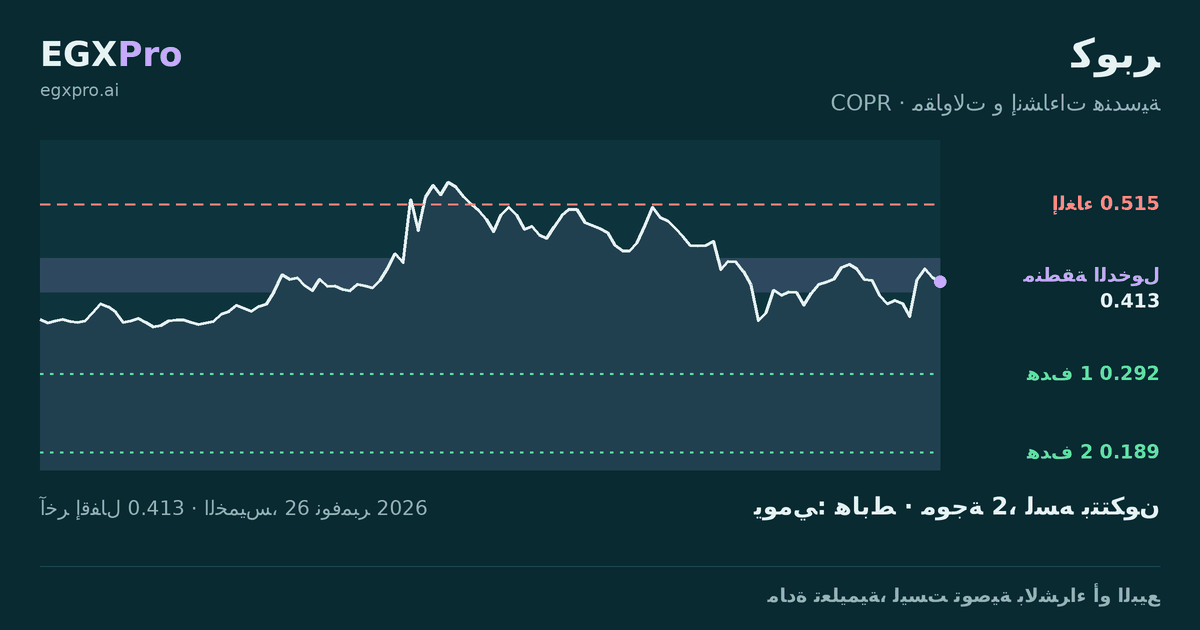 EGXPro
egxpro.ai
كوبر
COPR · مقاولات و إنشاءات هندسية
إلغاء 0.515
منطقة الدخول
0.413
هدف 1 0.292
هدف 2 0.189
يومي: هابط · موجة 2، لسه بتتكون
آخر إقفال 0.413 · الخميس، 26 نوفمبر 2026
مادة تعليمية، ليست توصية بالشراء أو البيع